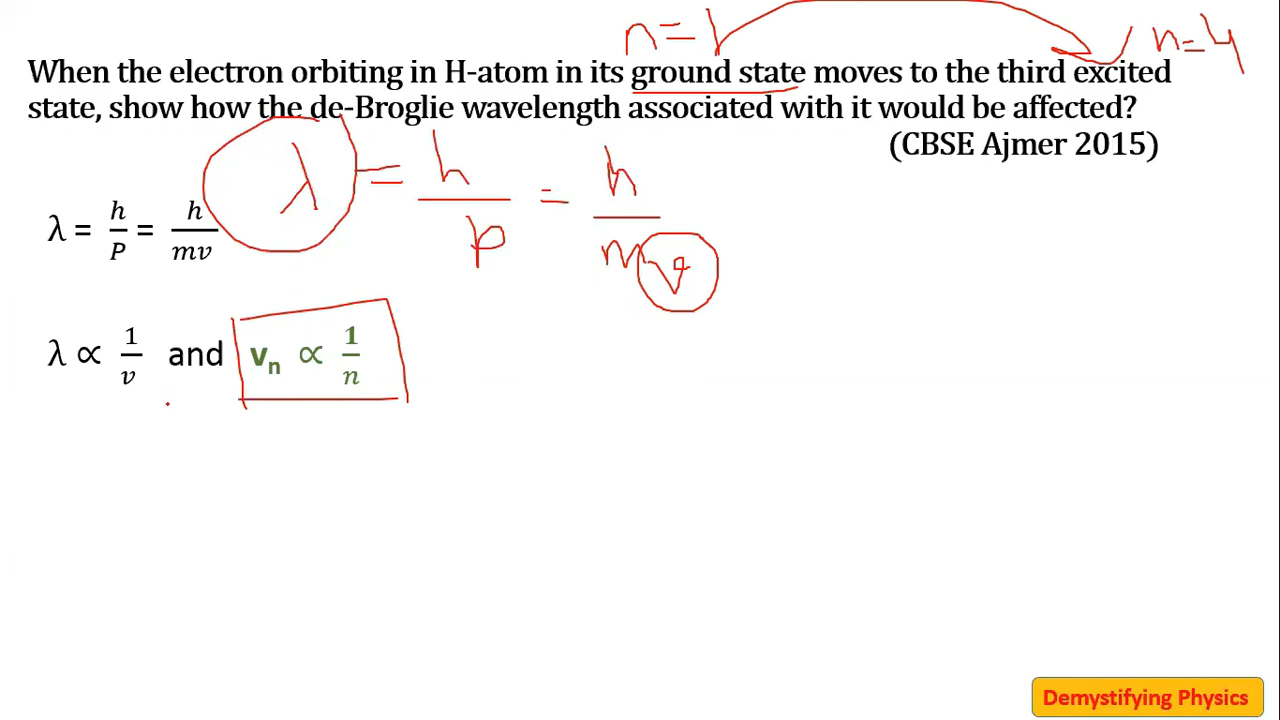 n=1 n=4
When the electron orbiting in H-atom in its ground state moves to the third excited
state, show how the de-Broglie wavelength associated with it would be affected?
(CBSE Ajmer 2015)
λ = h/p = h/mv
λ = h/P = h/mv
λ ∝ 1/v and vₙ ∝ 1/n
Demystifying Physics